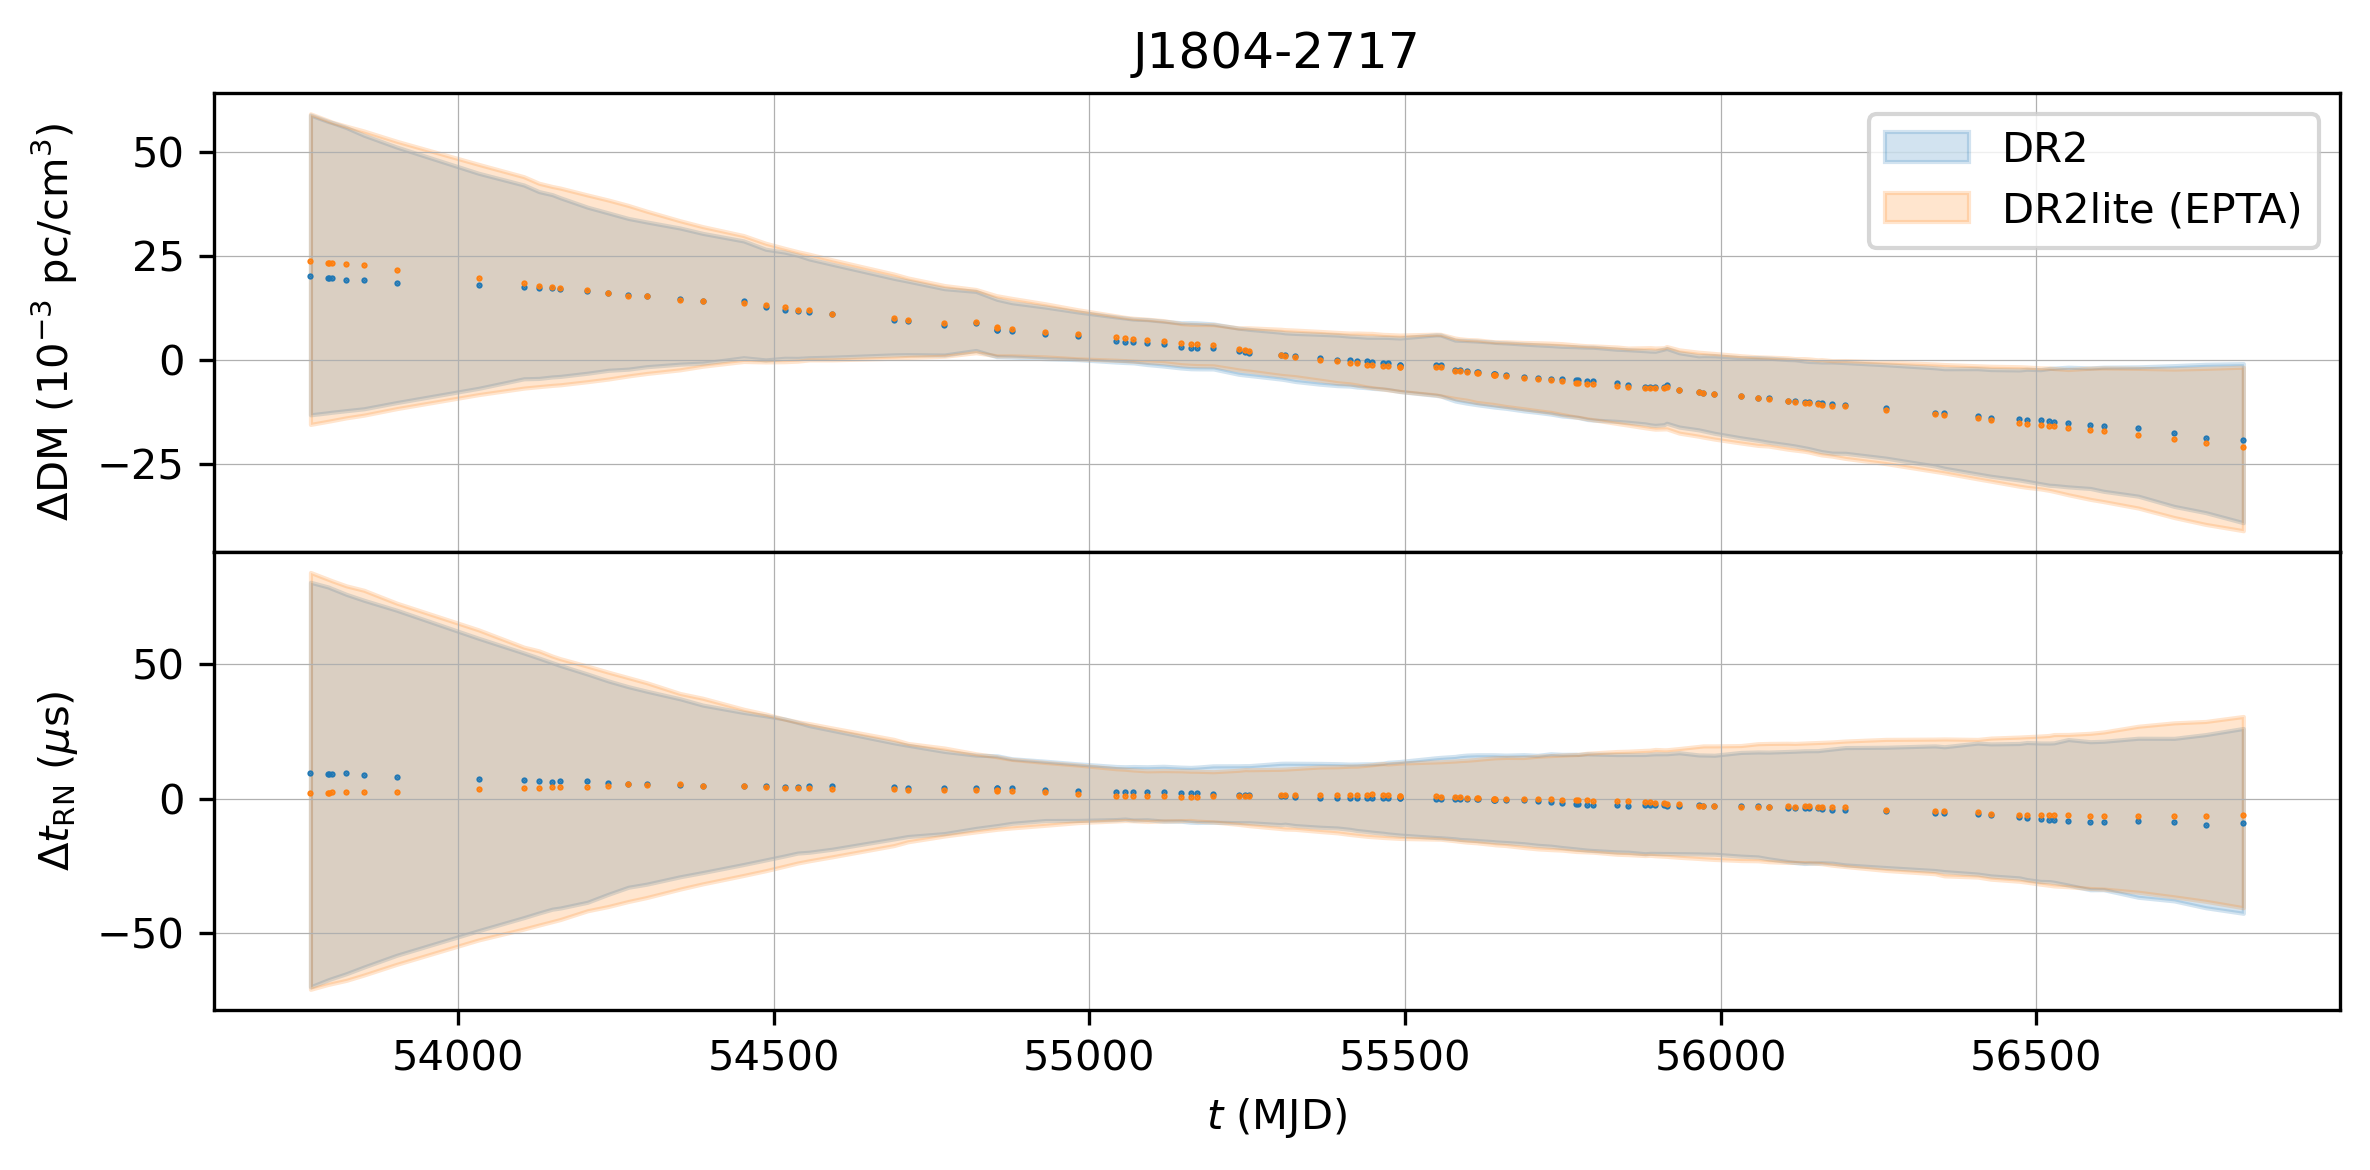 J1804-2717
ΔDM (10⁻³ pc/cm³)
50
25
0
−25
DR2
DR2lite (EPTA)
Δt_RN (μs)
50
0
−50
54000 54500 55000 55500 56000 56500
t (MJD)